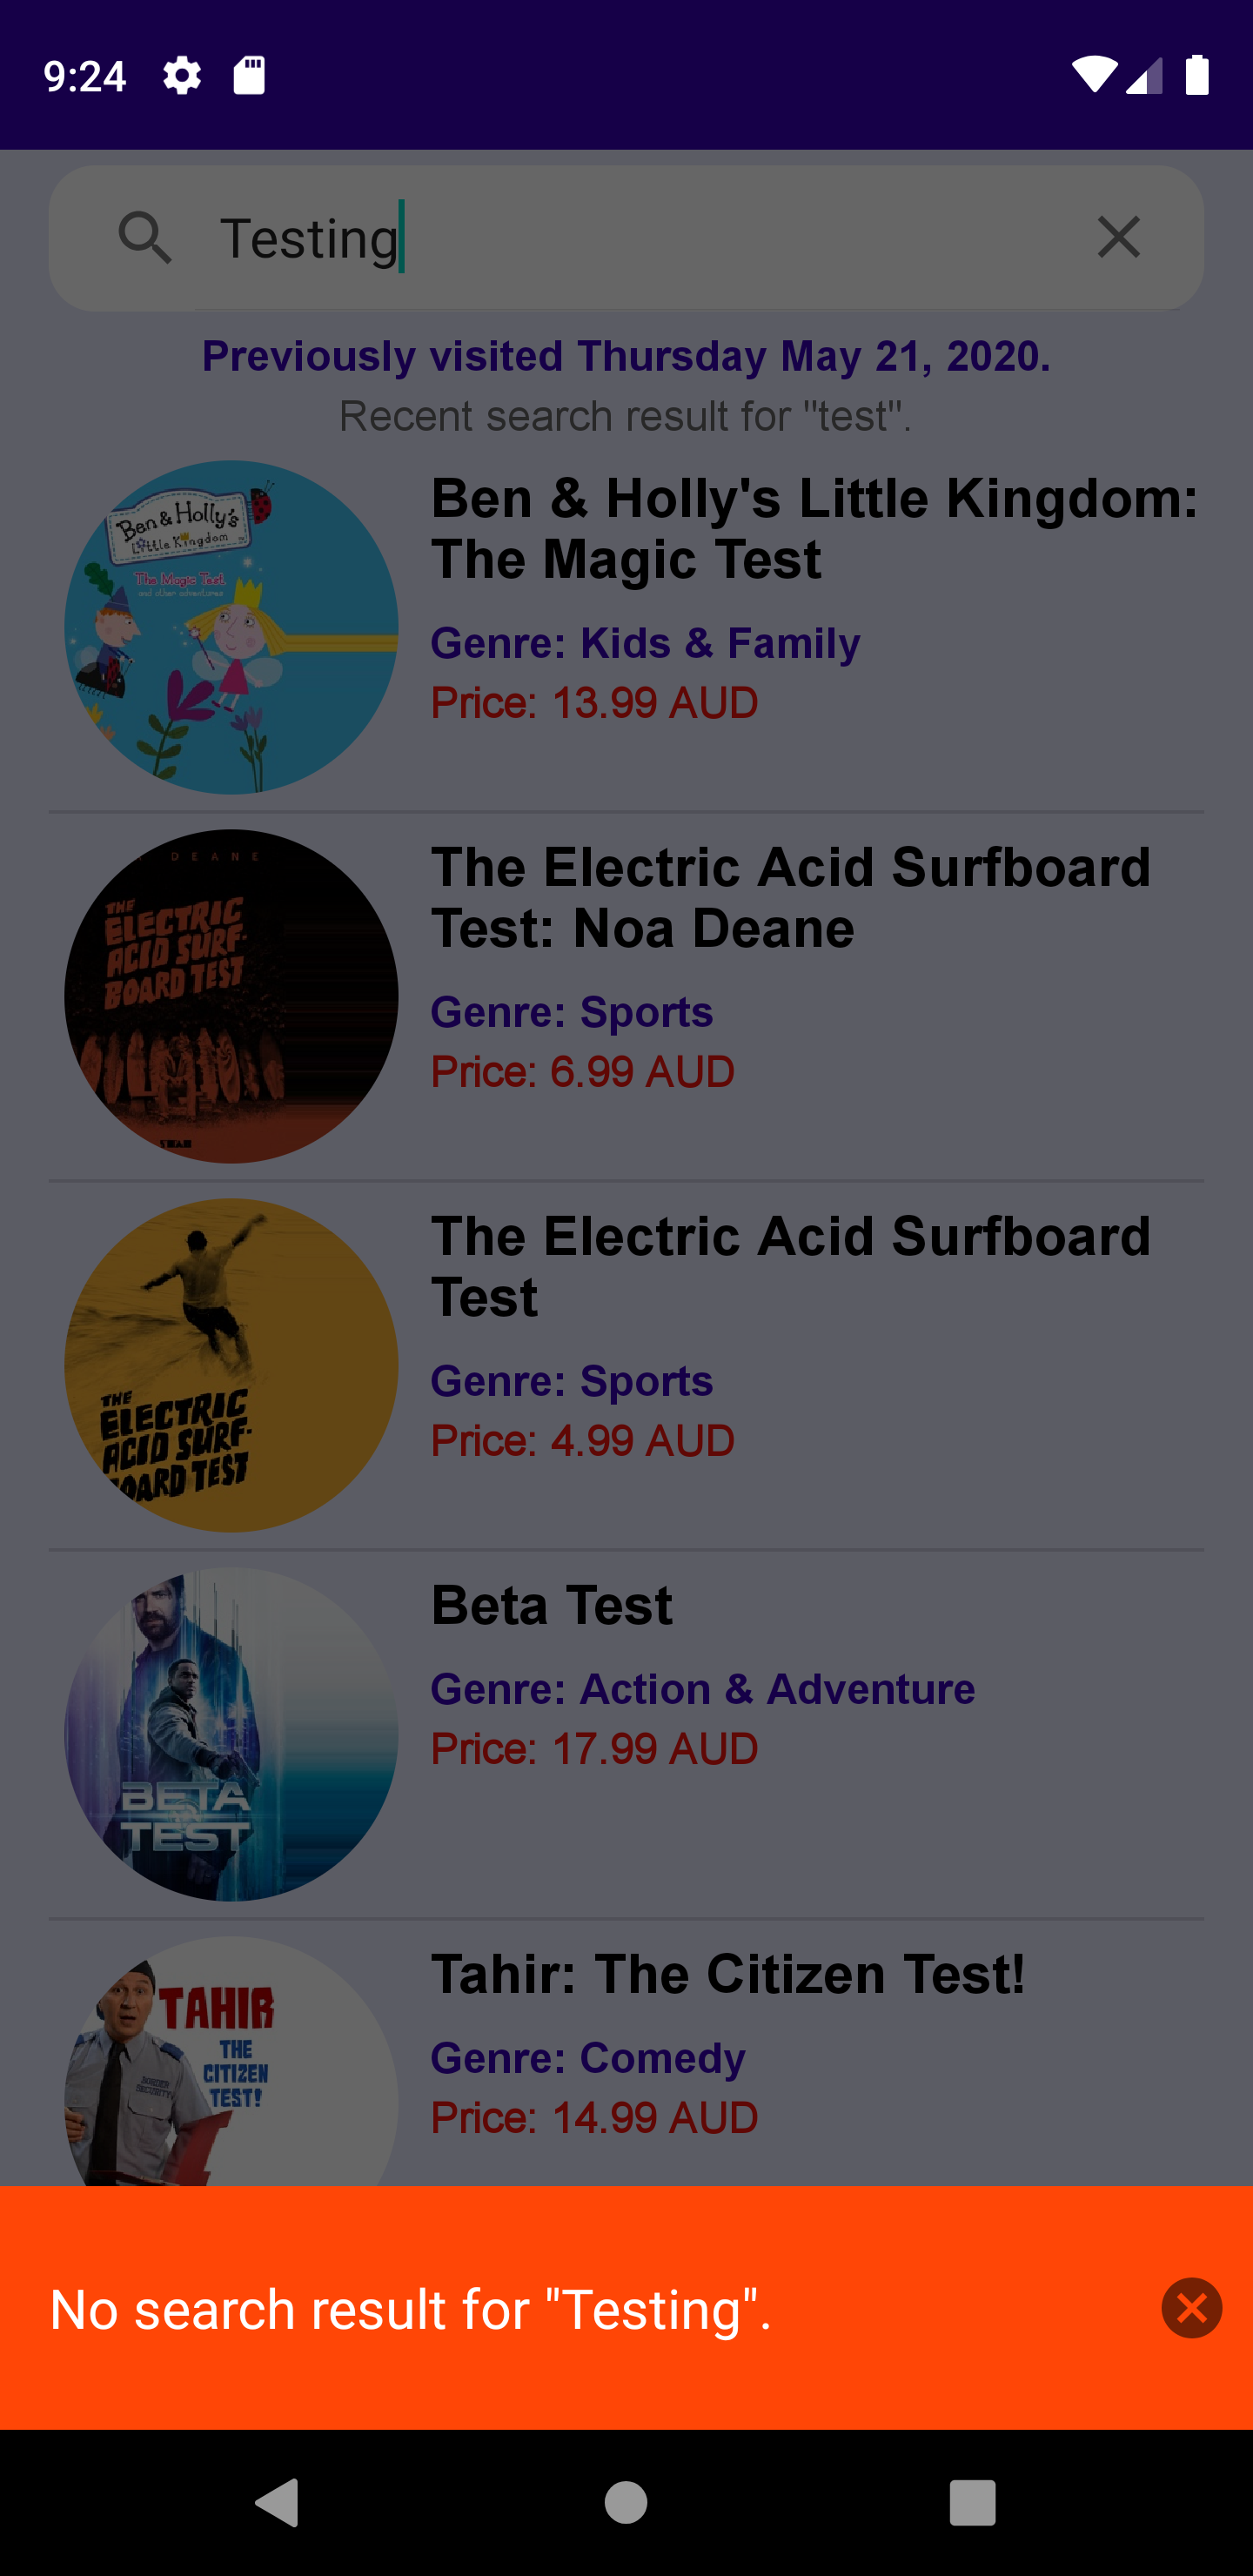 9:24
Testing
Previously visited Thursday May 21, 2020.
Recent search result for "test".
Ben & Holly's
Little Kingdom
The Magic Test
and other adventures
Ben & Holly's Little Kingdom:
The Magic Test
Genre: Kids & Family
Price: 13.99 AUD
DEANE
THE
ELECTRIC
ACID SURF-
BOARD TEST
The Electric Acid Surfboard
Test: Noa Deane
Genre: Sports
Price: 6.99 AUD
THE
ELECTRIC
ACID SURF-
BOARD TEST
The Electric Acid Surfboard
Test
Genre: Sports
Price: 4.99 AUD
BETA
TEST
Beta Test
Genre: Action & Adventure
Price: 17.99 AUD
TAHIR
THE
CITIZEN
TEST!
BORDER
SECURITY
Tahir: The Citizen Test!
Genre: Comedy
Price: 14.99 AUD
No search result for "Testing".